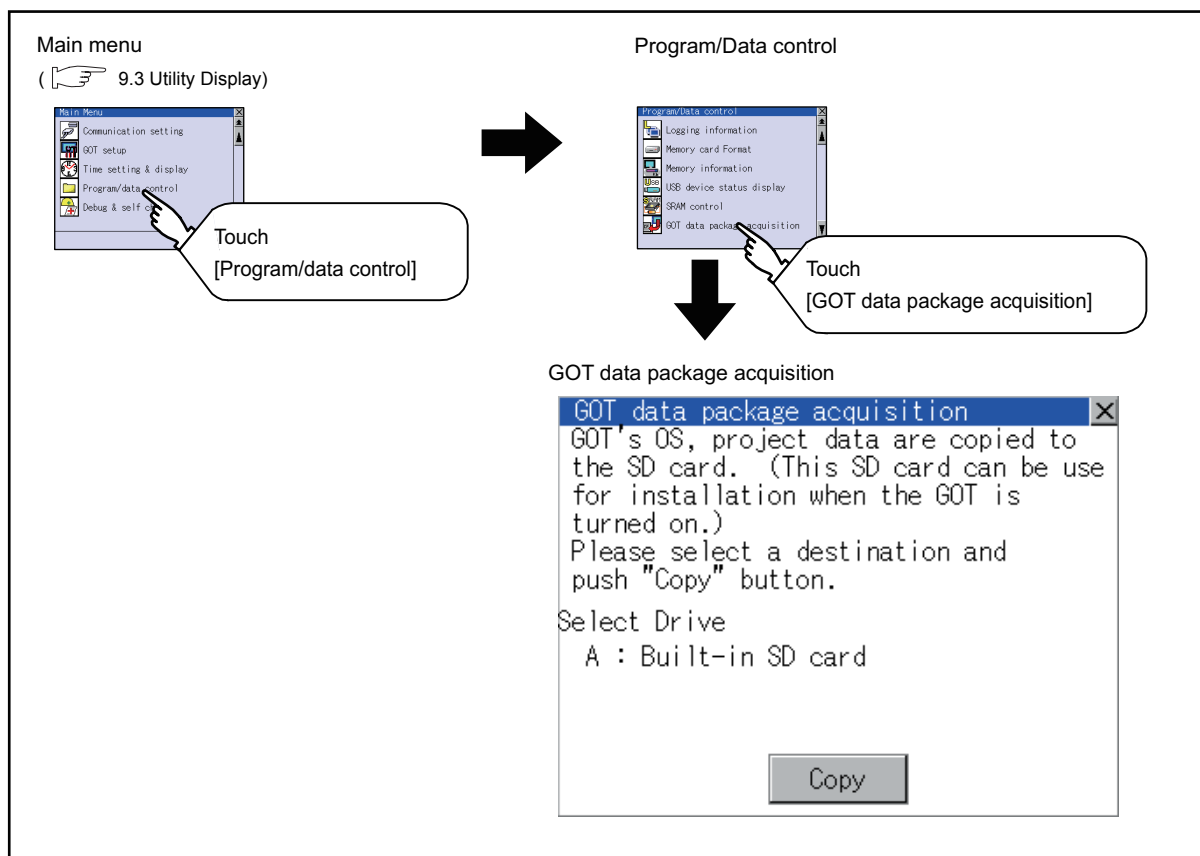 Main menu
( 9.3 Utility Display)
Main Menu
Communication setting
GOT setup
Time setting & display
Program/data control
Debug & self ch
Touch
[Program/data control]
Program/Data control
Program/Data control
Logging information
Memory card Format
Memory information
USB device status display
SRAM control
GOT data package acquisition
Touch
[GOT data package acquisition]
GOT data package acquisition
GOT data package acquisition
GOT's OS, project data are copied to
the SD card. (This SD card can be use
for installation when the GOT is
turned on.)
Please select a destination and
push "Copy" button.
Select Drive
A : Built-in SD card
Copy